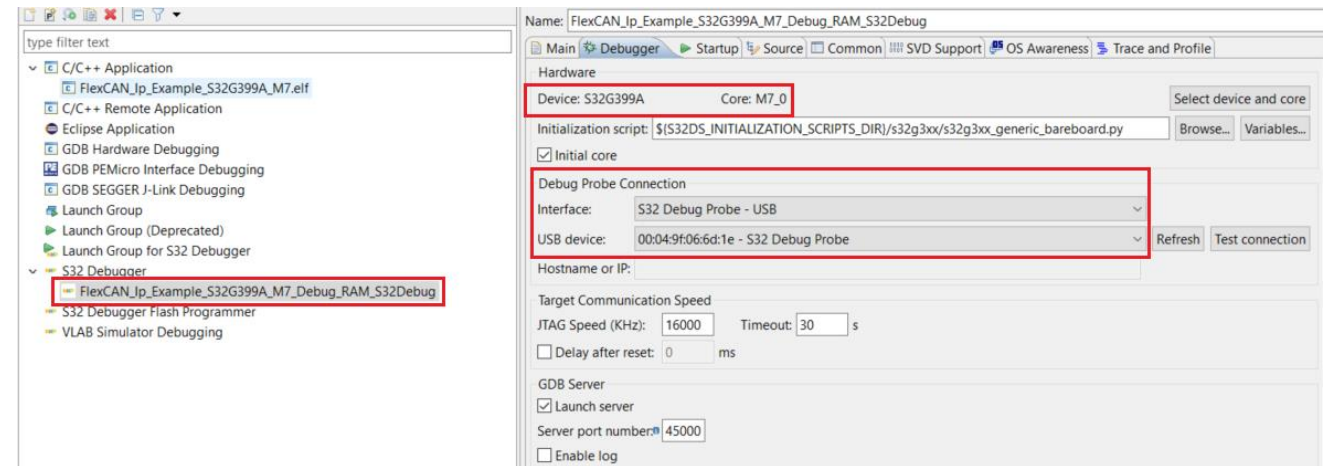 type filter text
C/C++ Application
FlexCAN_Ip_Example_S32G399A_M7.elf
C/C++ Remote Application
Eclipse Application
GDB Hardware Debugging
GDB PEMicro Interface Debugging
GDB SEGGER J-Link Debugging
Launch Group
Launch Group (Deprecated)
Launch Group for S32 Debugger
S32 Debugger
FlexCAN_Ip_Example_S32G399A_M7_Debug_RAM_S32Debug
S32 Debugger Flash Programmer
VLAB Simulator Debugging
Name: FlexCAN_Ip_Example_S32G399A_M7_Debug_RAM_S32Debug
Main Debugger Startup Source Common SVD Support OS Awareness Trace and Profile
Hardware
Device: S32G399A Core: M7_0 Select device and core
Initialization script: ${S32DS_INITIALIZATION_SCRIPTS_DIR}/s32g3xx/s32g3xx_generic_bareboard.py Browse... Variables...
Initial core
Debug Probe Connection
Interface: S32 Debug Probe - USB
USB device: 00:04:9f:06:6d:1e - S32 Debug Probe Refresh Test connection
Hostname or IP:
Target Communication Speed
JTAG Speed (KHz): 16000 Timeout: 30 s
Delay after reset: 0 ms
GDB Server
Launch server
Server port number: 45000
Enable log